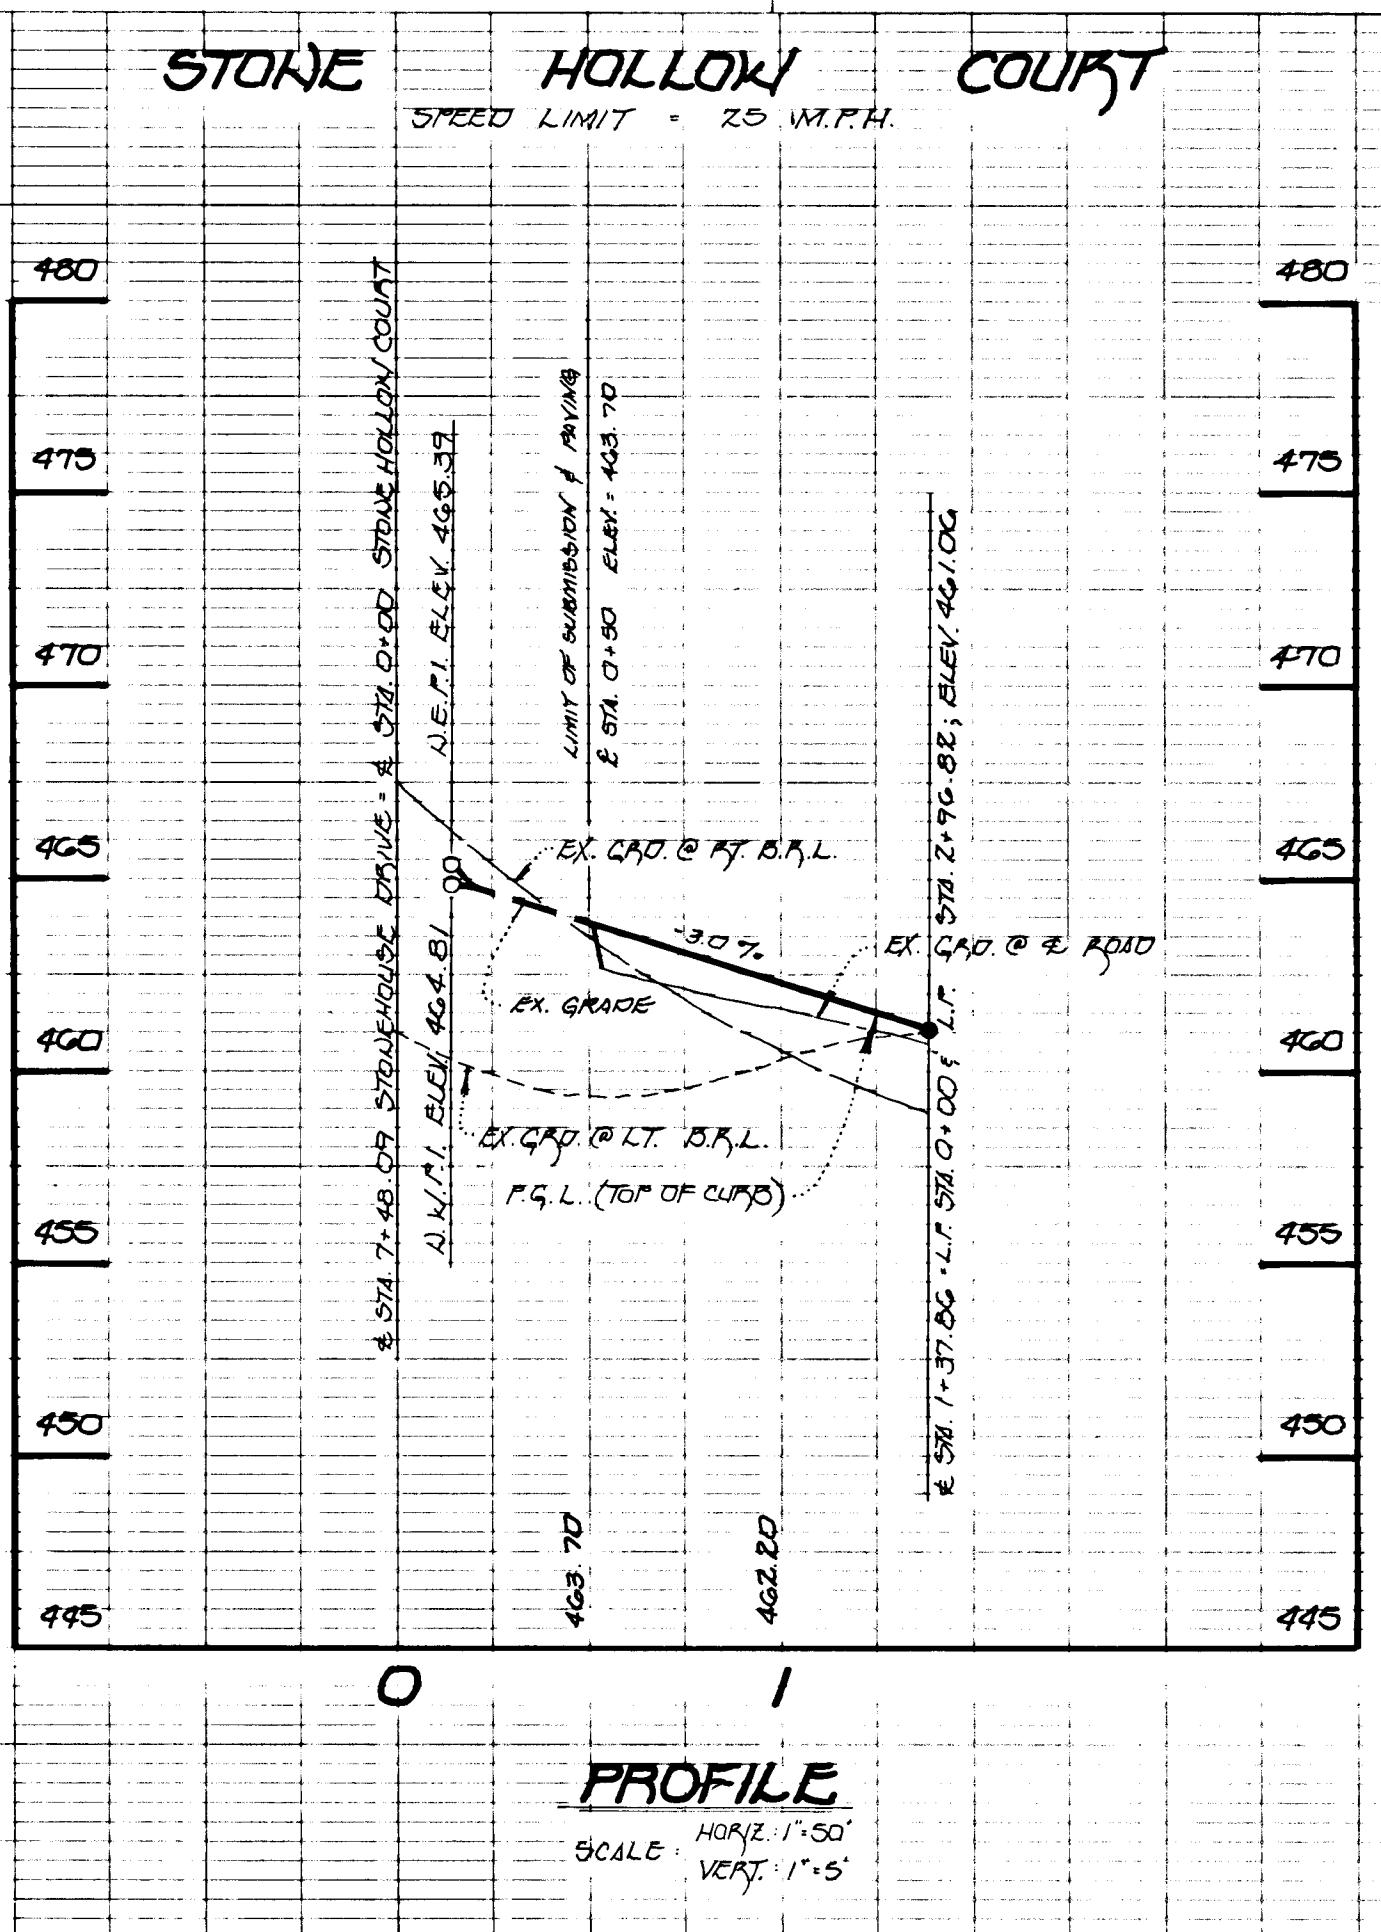 STONE HOLLOW COURT
SPEED LIMIT = 25 M.P.H.
480
480
475
475
470
470
465
465
460
460
455
455
450
450
445
445
℄ STA. 7+48.09 STONEHOUSE DRIVE = ℄ STA. 0+00 STONE HOLLOW COURT
N.E.P.I. ELEV. 465.39
N.W.P.I. ELEV. 464.81
LIMIT OF SUBMISSION & PAVING
℄ STA. 0+50 ELEV. = 463.70
℄ STA. 1+37.86 = L.P. STA. 0+00 & L.P. STA. 2+96.82; ELEV. 461.06
EX. GRD. @ RT. B.R.L.
-3.0 %
EX. GRD. @ ℄ ROAD
EX. GRADE
EX. GRD. @ LT. B.R.L.
P.G.L. (TOP OF CURB)
463.70
462.20
0
1
PROFILE
SCALE : HORIZ. : 1"=50'
VERT. : 1"=5'